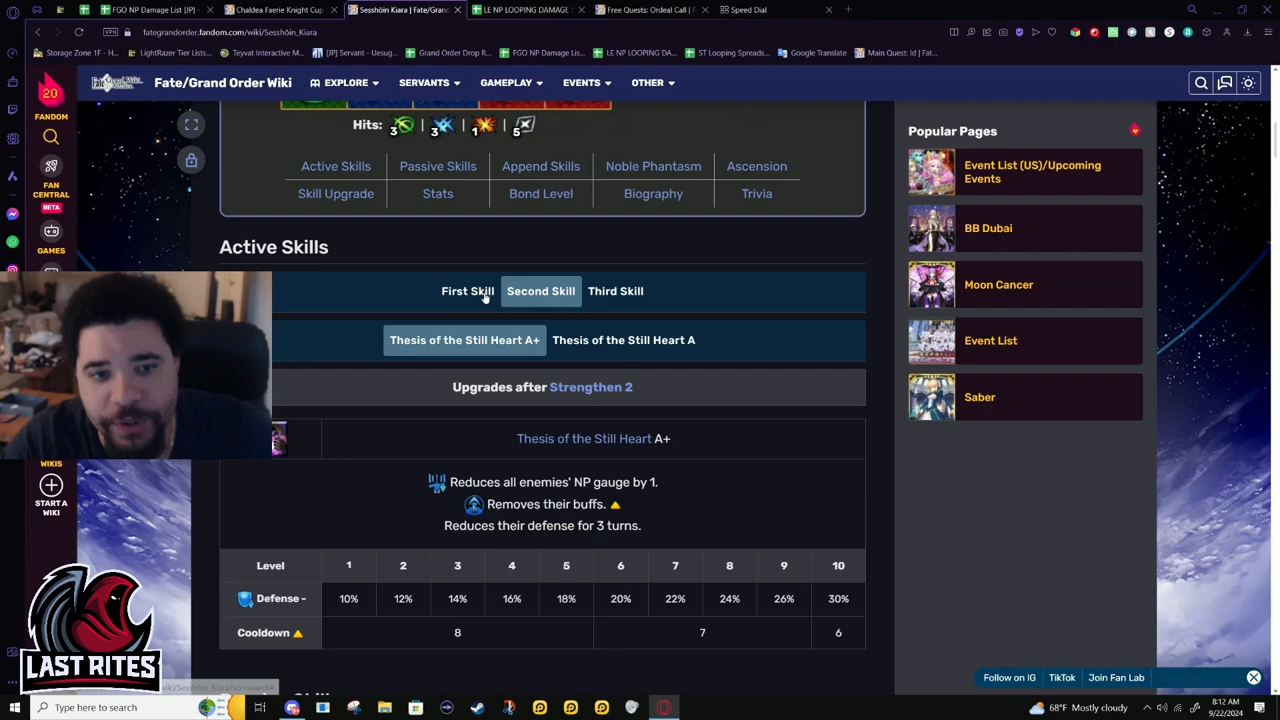 FGO NP Damage List [JP] -
Chaldea Faerie Knight Cup
Sesshōin Kiara | Fate/Grand
LE NP LOOPING DAMAGE
Free Quests: Ordeal Call | F
Speed Dial
VPN
fategrandorder.fandom.com/wiki/Sesshōin_Kiara
Storage Zone 1F - H...
LightRazer Tier Lists...
Teyvat Interactive M...
[JP] Servant - Uesug...
Grand Order Drop R...
FGO NP Damage Lis...
LE NP LOOPING DA...
ST Looping Spreads...
Google Translate
Main Quest: Id | Fat...
20
FANDOM
Fate/Grand Order Wiki
EXPLORE
SERVANTS
GAMEPLAY
EVENTS
OTHER
FAN
CENTRAL
BETA
GAMES
WIKIS
START A
WIKI
Hits: 3 | 3 | 1 | 5
Active Skills
Passive Skills
Append Skills
Noble Phantasm
Ascension
Skill Upgrade
Stats
Bond Level
Biography
Trivia
Active Skills
First Skill
Second Skill
Third Skill
Thesis of the Still Heart A+
Thesis of the Still Heart A
Upgrades after Strengthen 2
Thesis of the Still Heart A+
Reduces all enemies' NP gauge by 1.
Removes their buffs.
Reduces their defense for 3 turns.
Level 1 2 3 4 5 6 7 8 9 10
Defense - 10% 12% 14% 16% 18% 20% 22% 24% 26% 30%
Cooldown 8 7 6
Popular Pages
Event List (US)/Upcoming
Events
BB Dubai
Moon Cancer
Event List
Saber
Follow on IG
TikTok
Join Fan Lab
LAST RITES
Type here to search
68°F Mostly cloudy
8:12 AM
9/22/2024